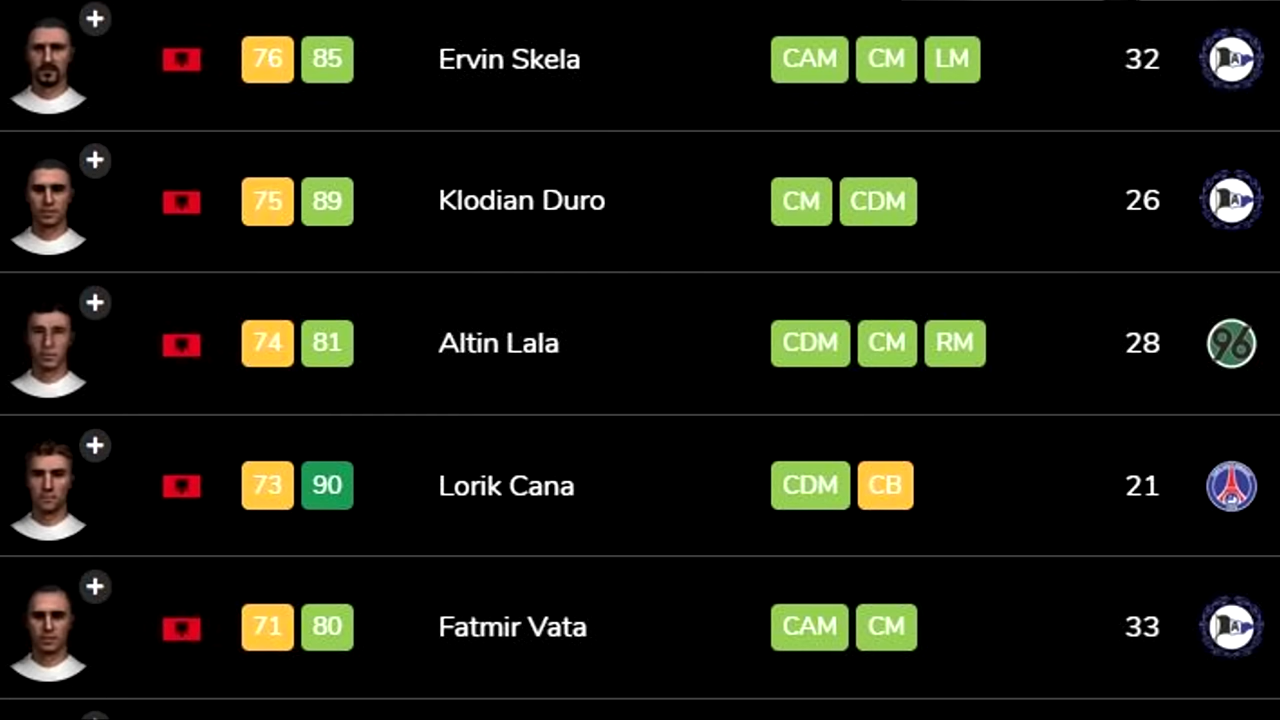 76 85 Ervin Skela CAM CM LM 32 A
75 89 Klodian Duro CM CDM 26 A
74 81 Altin Lala CDM CM RM 28 96
73 90 Lorik Cana CDM CB 21
71 80 Fatmir Vata CAM CM 33 A